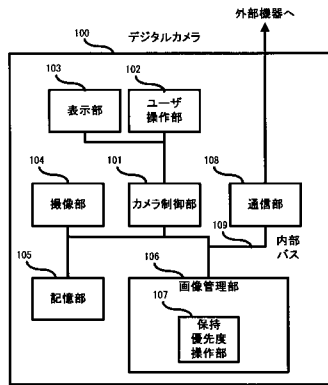 外部機器へ
100
デジタルカメラ
103
102
表示部
ユーザ
操作部
104
101
108
撮像部
カメラ制御部
通信部
109
内部
バス
105
106
記憶部
画像管理部
107
保持
優先度
操作部